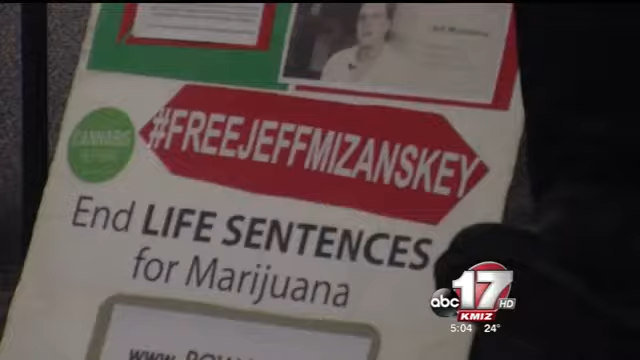 CANNABIS
#FREEJEFFMIZANSKEY
End LIFE SENTENCES
for Marijuana
abc 17 HD
KMIZ
5:04 24°